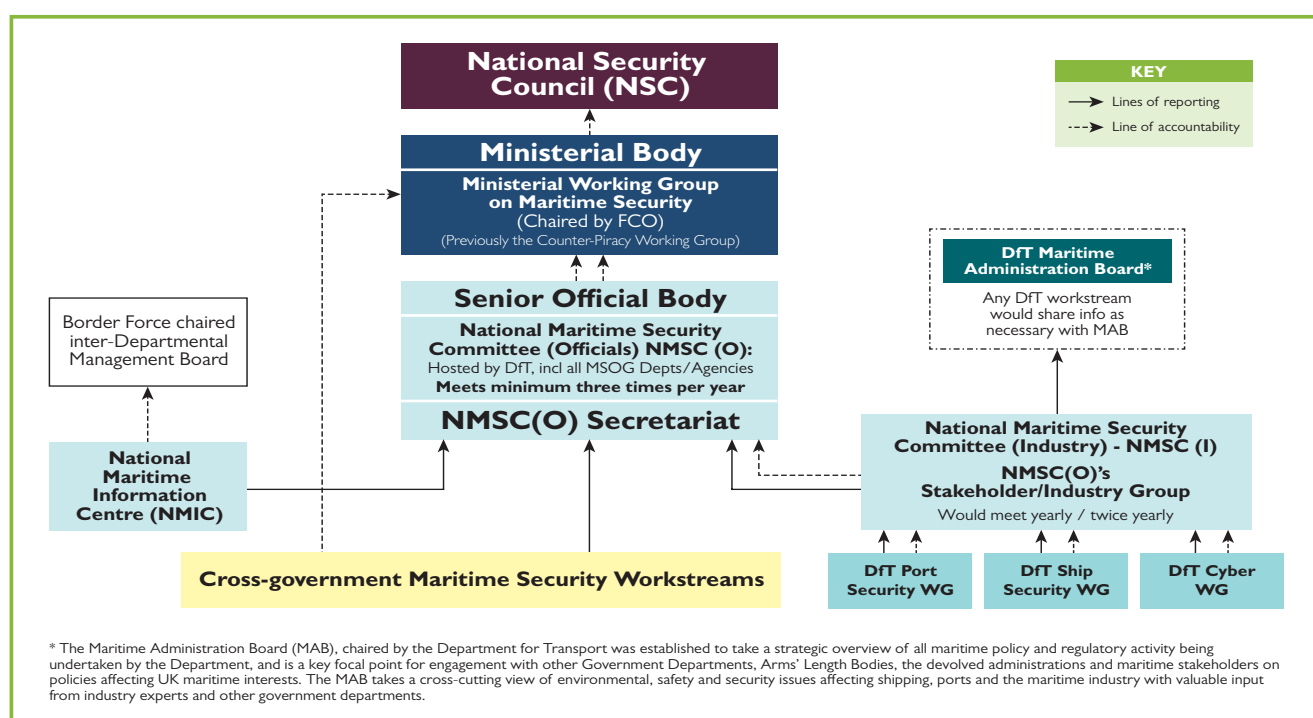 National Security
Council (NSC)
KEY
Lines of reporting
Line of accountability
Ministerial Body
Ministerial Working Group
on Maritime Security
(Chaired by FCO)
(Previously the Counter-Piracy Working Group)
DfT Maritime
Administration Board*
Any DfT workstream
would share info as
necessary with MAB
Senior Official Body
National Maritime Security
Committee (Officials) NMSC (O):
Hosted by DfT, incl all MSOG Depts/Agencies
Meets minimum three times per year
NMSC(O) Secretariat
Border Force chaired
inter-Departmental
Management Board
National
Maritime
Information
Centre (NMIC)
National Maritime Security
Committee (Industry) - NMSC (I)
NMSC(O)'s
Stakeholder/Industry Group
Would meet yearly / twice yearly
Cross-government Maritime Security Workstreams
DfT Port
Security WG
DfT Ship
Security WG
DfT Cyber
WG
* The Maritime Administration Board (MAB), chaired by the Department for Transport was established to take a strategic overview of all maritime policy and regulatory activity being
undertaken by the Department, and is a key focal point for engagement with other Government Departments, Arms' Length Bodies, the devolved administrations and maritime stakeholders on
policies affecting UK maritime interests. The MAB takes a cross-cutting view of environmental, safety and security issues affecting shipping, ports and the maritime industry with valuable input
from industry experts and other government departments.